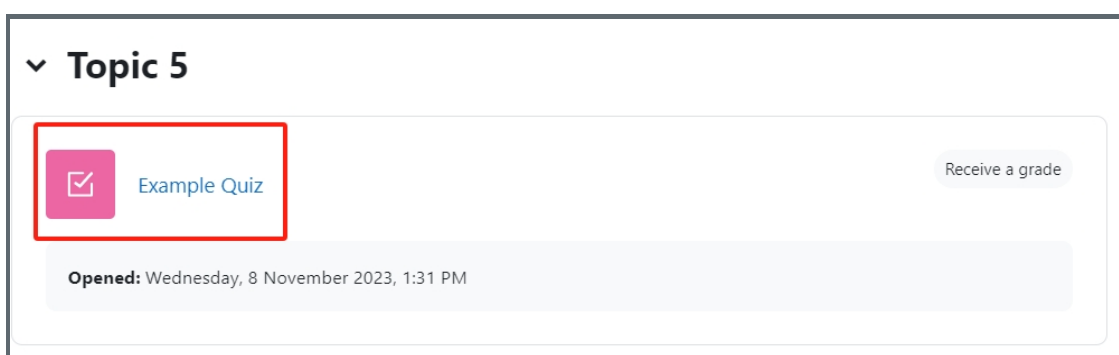 Topic 5
Example Quiz
Receive a grade
Opened: Wednesday, 8 November 2023, 1:31 PM